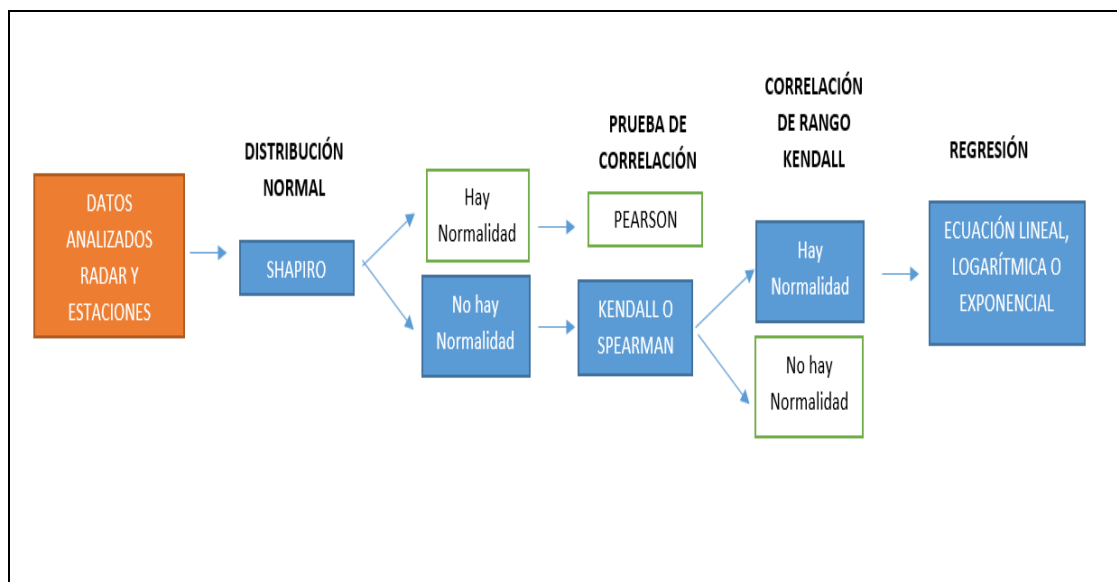 DATOS
ANALIZADOS
RADAR Y
ESTACIONES
DISTRIBUCIÓN
NORMAL
SHAPIRO
Hay
Normalidad
No hay
Normalidad
PRUEBA DE
CORRELACIÓN
PEARSON
KENDALL O
SPEARMAN
CORRELACIÓN
DE RANGO
KENDALL
Hay
Normalidad
No hay
Normalidad
REGRESIÓN
ECUACIÓN LINEAL,
LOGARÍTMICA O
EXPONENCIAL